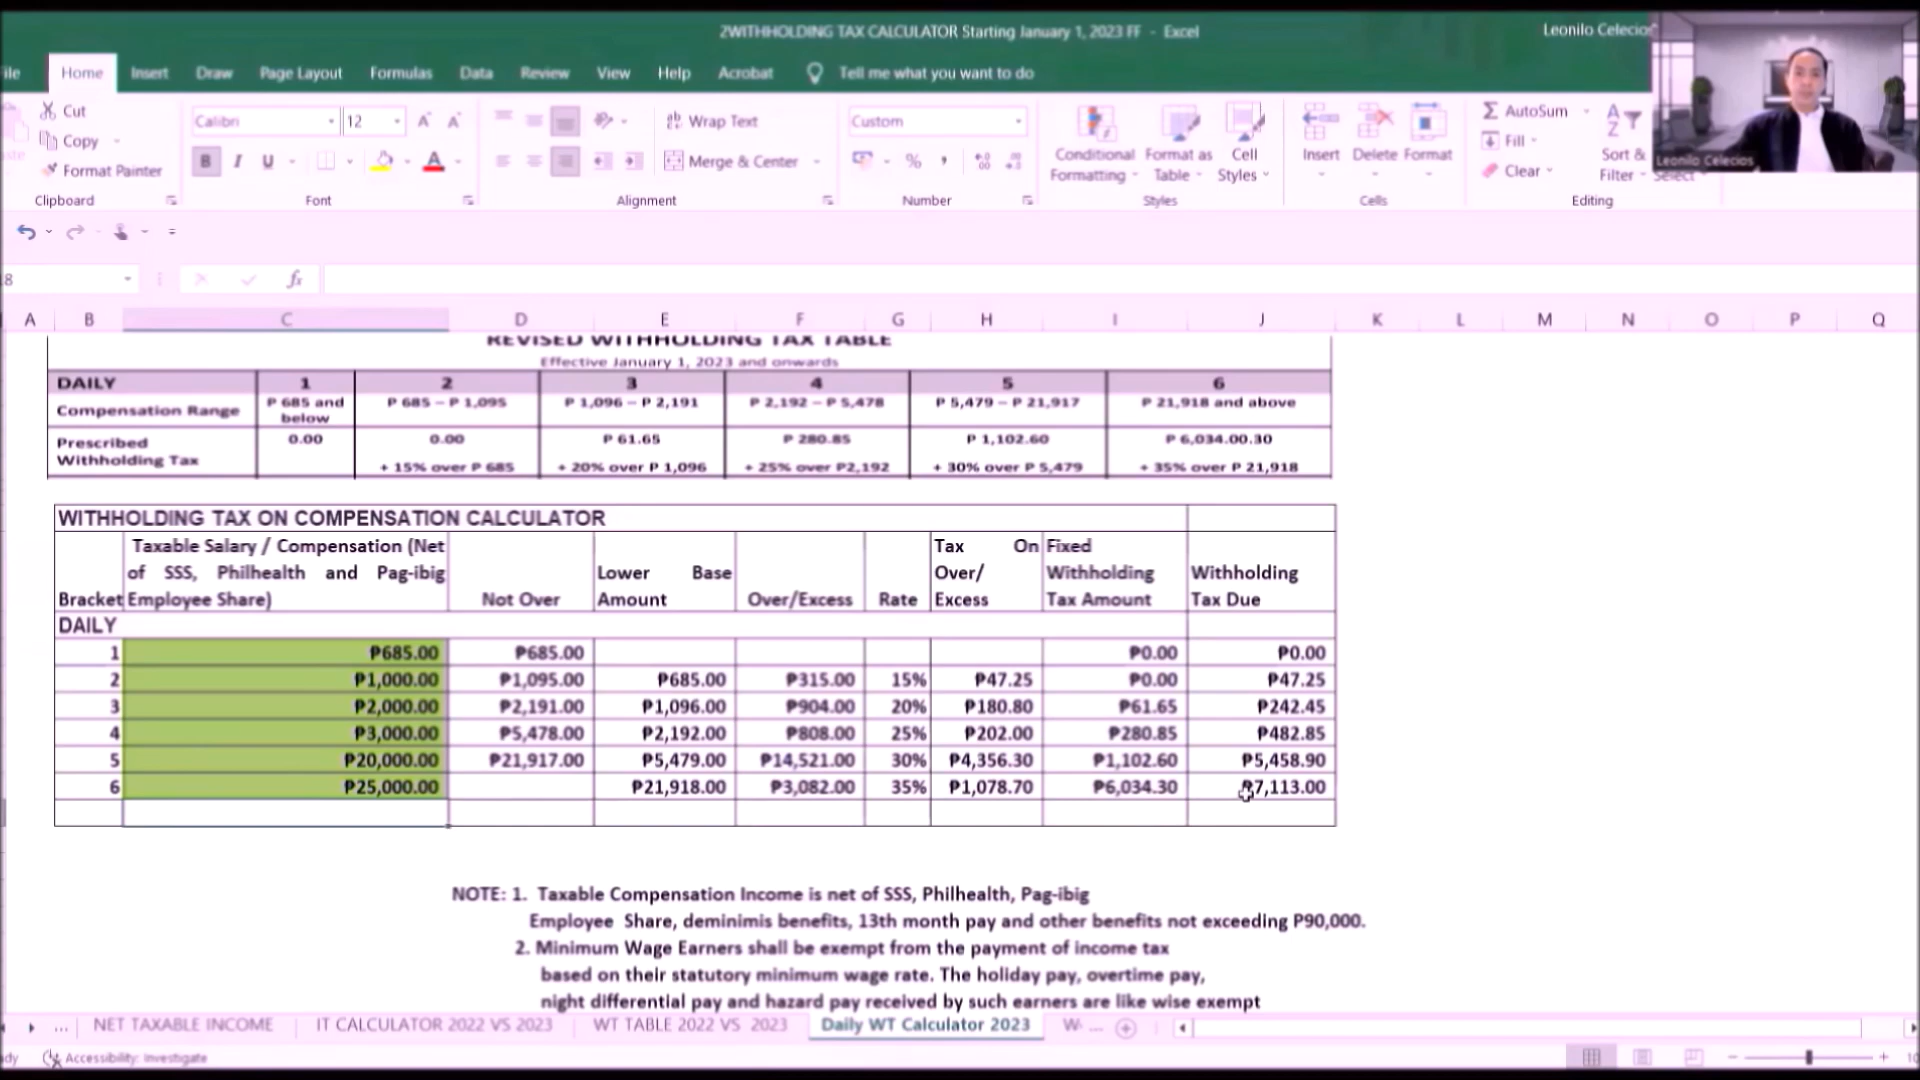 2WITHHOLDING TAX CALCULATOR Starting January 1, 2023 FF - Excel
Leonilo Celecios
Home Insert Draw Page Layout Formulas Data Review View Help Acrobat Tell me what you want to do
Cut
Copy
Format Painter
Clipboard
Calibri 12
B I U A
Font
Wrap Text
Merge & Center
Alignment
Custom
%
Number
Conditional Formatting
Format as Table
Cell Styles
Styles
Insert Delete Format
Cells
AutoSum
Fill
Clear
Sort & Filter
Select
Editing
Leonilo Celecios
8
fx
A B C D E F G H I J K L M N O P Q
REVISED WITHHOLDING TAX TABLE
Effective January 1, 2023 and onwards
DAILY 1 2 3 4 5 6
Compensation Range P 685 and below P 685 – P 1,095 P 1,096 – P 2,191 P 2,192 – P 5,478 P 5,479 – P 21,917 P 21,918 and above
Prescribed Withholding Tax 0.00 0.00 P 61.65 P 280.85 P 1,102.60 P 6,034.00.30
+ 15% over P 685 + 20% over P 1,096 + 25% over P2,192 + 30% over P 5,479 + 35% over P 21,918
WITHHOLDING TAX ON COMPENSATION CALCULATOR
Bracket Taxable Salary / Compensation (Net of SSS, Philhealth and Pag-ibig Employee Share) Not Over Lower Base Amount Over/Excess Rate Tax On Over/ Excess Fixed Withholding Tax Amount Withholding Tax Due
DAILY
1 ₱685.00 ₱685.00 ₱0.00 ₱0.00
2 ₱1,000.00 ₱1,095.00 ₱685.00 ₱315.00 15% ₱47.25 ₱0.00 ₱47.25
3 ₱2,000.00 ₱2,191.00 ₱1,096.00 ₱904.00 20% ₱180.80 ₱61.65 ₱242.45
4 ₱3,000.00 ₱5,478.00 ₱2,192.00 ₱808.00 25% ₱202.00 ₱280.85 ₱482.85
5 ₱20,000.00 ₱21,917.00 ₱5,479.00 ₱14,521.00 30% ₱4,356.30 ₱1,102.60 ₱5,458.90
6 ₱25,000.00 ₱21,918.00 ₱3,082.00 35% ₱1,078.70 ₱6,034.30 ₱7,113.00
NOTE: 1. Taxable Compensation Income is net of SSS, Philhealth, Pag-ibig
Employee Share, deminimis benefits, 13th month pay and other benefits not exceeding P90,000.
2. Minimum Wage Earners shall be exempt from the payment of income tax
based on their statutory minimum wage rate. The holiday pay, overtime pay,
night differential pay and hazard pay received by such earners are like wise exempt
... NET TAXABLE INCOME IT CALCULATOR 2022 VS 2023 WT TABLE 2022 VS 2023 Daily WT Calculator 2023 W ...
Accessibility: Investigate